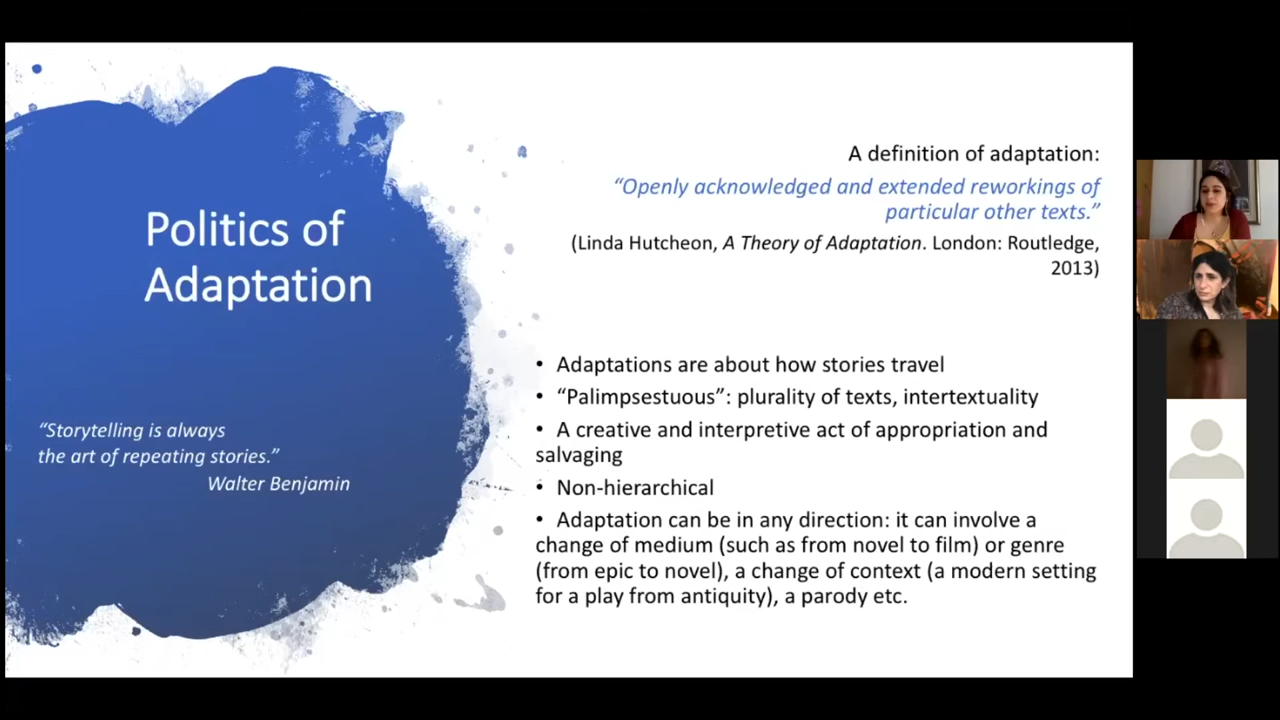 Politics of
Adaptation
“Storytelling is always
the art of repeating stories.”
Walter Benjamin
A definition of adaptation:
“Openly acknowledged and extended reworkings of
particular other texts.”
(Linda Hutcheon, A Theory of Adaptation. London: Routledge,
2013)
• Adaptations are about how stories travel
• “Palimpsestuous”: plurality of texts, intertextuality
• A creative and interpretive act of appropriation and
salvaging
• Non-hierarchical
• Adaptation can be in any direction: it can involve a
change of medium (such as from novel to film) or genre
(from epic to novel), a change of context (a modern setting
for a play from antiquity), a parody etc.